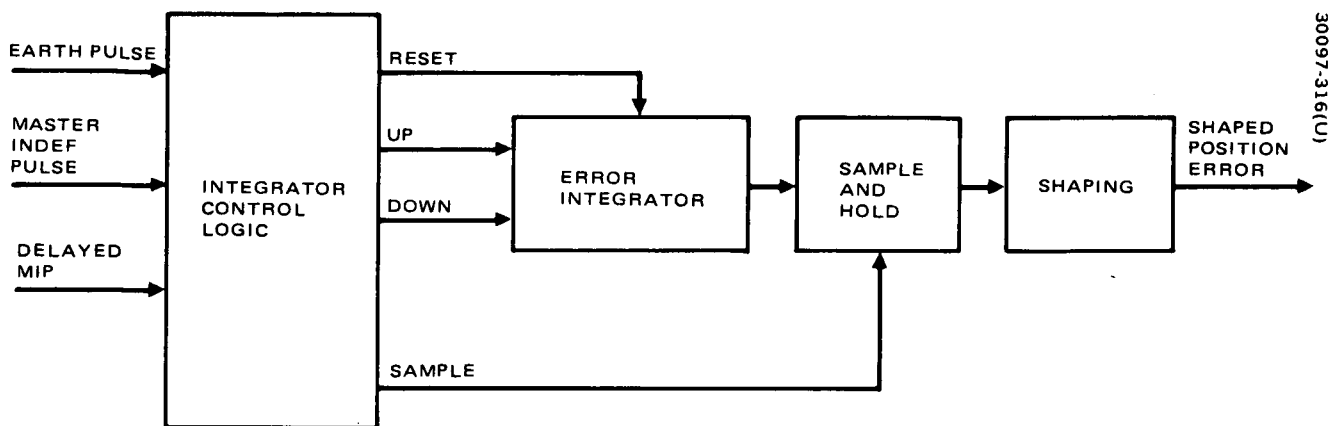 EARTH PULSE
MASTER
INDEF
PULSE
DELAYED
MIP
INTEGRATOR
CONTROL
LOGIC
RESET
UP
DOWN
SAMPLE
ERROR
INTEGRATOR
SAMPLE
AND
HOLD
SHAPING
SHAPED
POSITION
ERROR
30097-316(U)